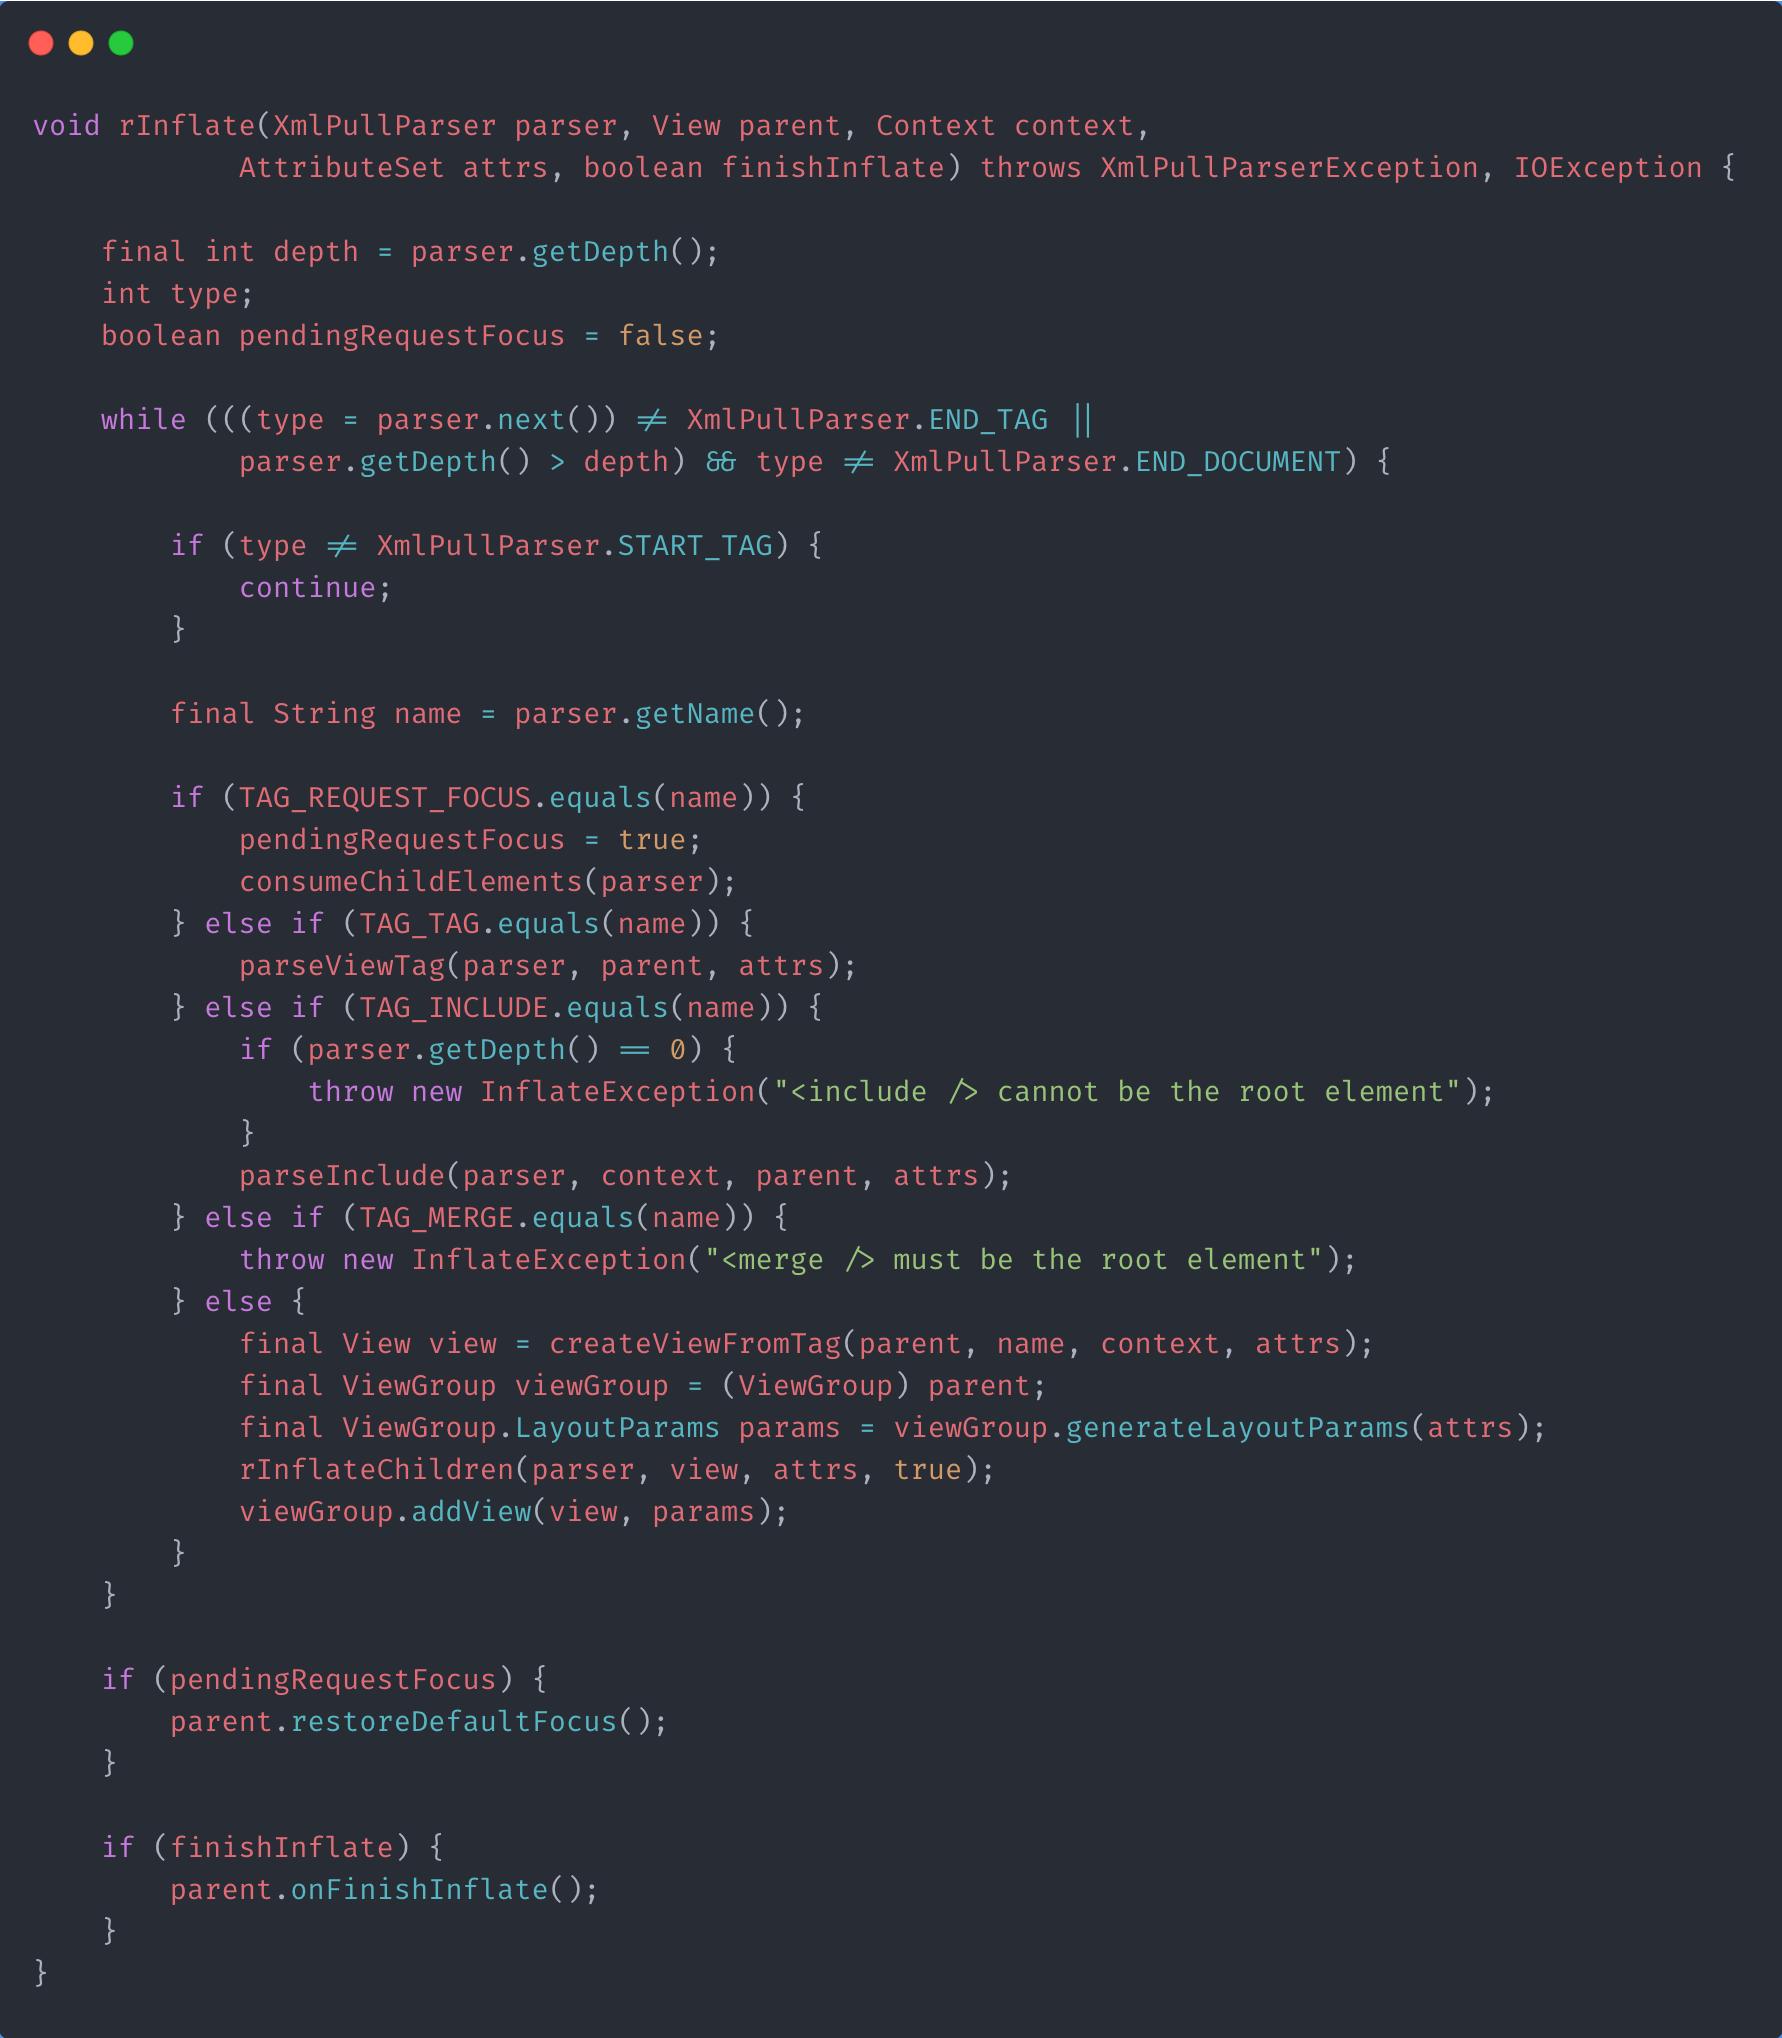 void rInflate(XmlPullParser parser, View parent, Context context,
            AttributeSet attrs, boolean finishInflate) throws XmlPullParserException, IOException {

    final int depth = parser.getDepth();
    int type;
    boolean pendingRequestFocus = false;

    while (((type = parser.next()) != XmlPullParser.END_TAG ||
            parser.getDepth() > depth) && type != XmlPullParser.END_DOCUMENT) {

        if (type != XmlPullParser.START_TAG) {
            continue;
        }

        final String name = parser.getName();

        if (TAG_REQUEST_FOCUS.equals(name)) {
            pendingRequestFocus = true;
            consumeChildElements(parser);
        } else if (TAG_TAG.equals(name)) {
            parseViewTag(parser, parent, attrs);
        } else if (TAG_INCLUDE.equals(name)) {
            if (parser.getDepth() == 0) {
                throw new InflateException("<include /> cannot be the root element");
            }
            parseInclude(parser, context, parent, attrs);
        } else if (TAG_MERGE.equals(name)) {
            throw new InflateException("<merge /> must be the root element");
        } else {
            final View view = createViewFromTag(parent, name, context, attrs);
            final ViewGroup viewGroup = (ViewGroup) parent;
            final ViewGroup.LayoutParams params = viewGroup.generateLayoutParams(attrs);
            rInflateChildren(parser, view, attrs, true);
            viewGroup.addView(view, params);
        }
    }

    if (pendingRequestFocus) {
        parent.restoreDefaultFocus();
    }

    if (finishInflate) {
        parent.onFinishInflate();
    }
}